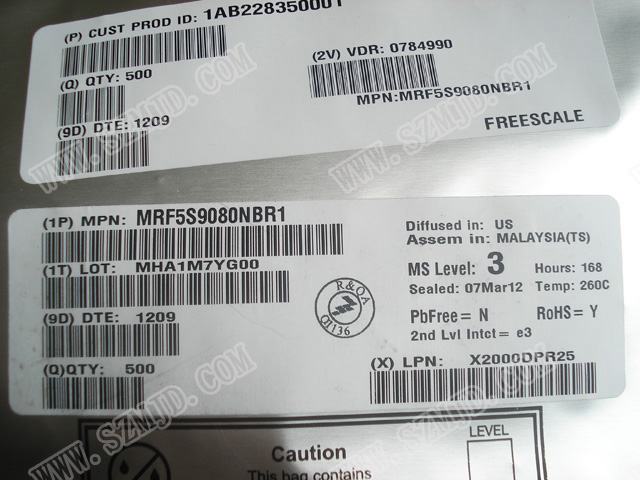 (P) CUST PROD ID: 1AB228350001
(Q) QTY: 500
(2V) VDR: 0784990
MPN:MRF5S9080NBR1
(9D) DTE: 1209
FREESCALE
WWW.SZMJD.COM
WWW.SZMJD.COM
(1P) MPN: MRF5S9080NBR1
(1T) LOT: MHA1M7YG00
(9D) DTE: 1209
(Q)QTY: 500
R&QA
QT136
Diffused in: US
Assem in: MALAYSIA(TS)
MS Level: 3 Hours: 168
Sealed: 07Mar12 Temp: 260C
PbFree= N RoHS= Y
2nd Lvl Intct= e3
(X) LPN: X2000DPR25
WWW.SZMJD.COM
WWW.SZMJD.COM
Caution
This bag contains
LEVEL